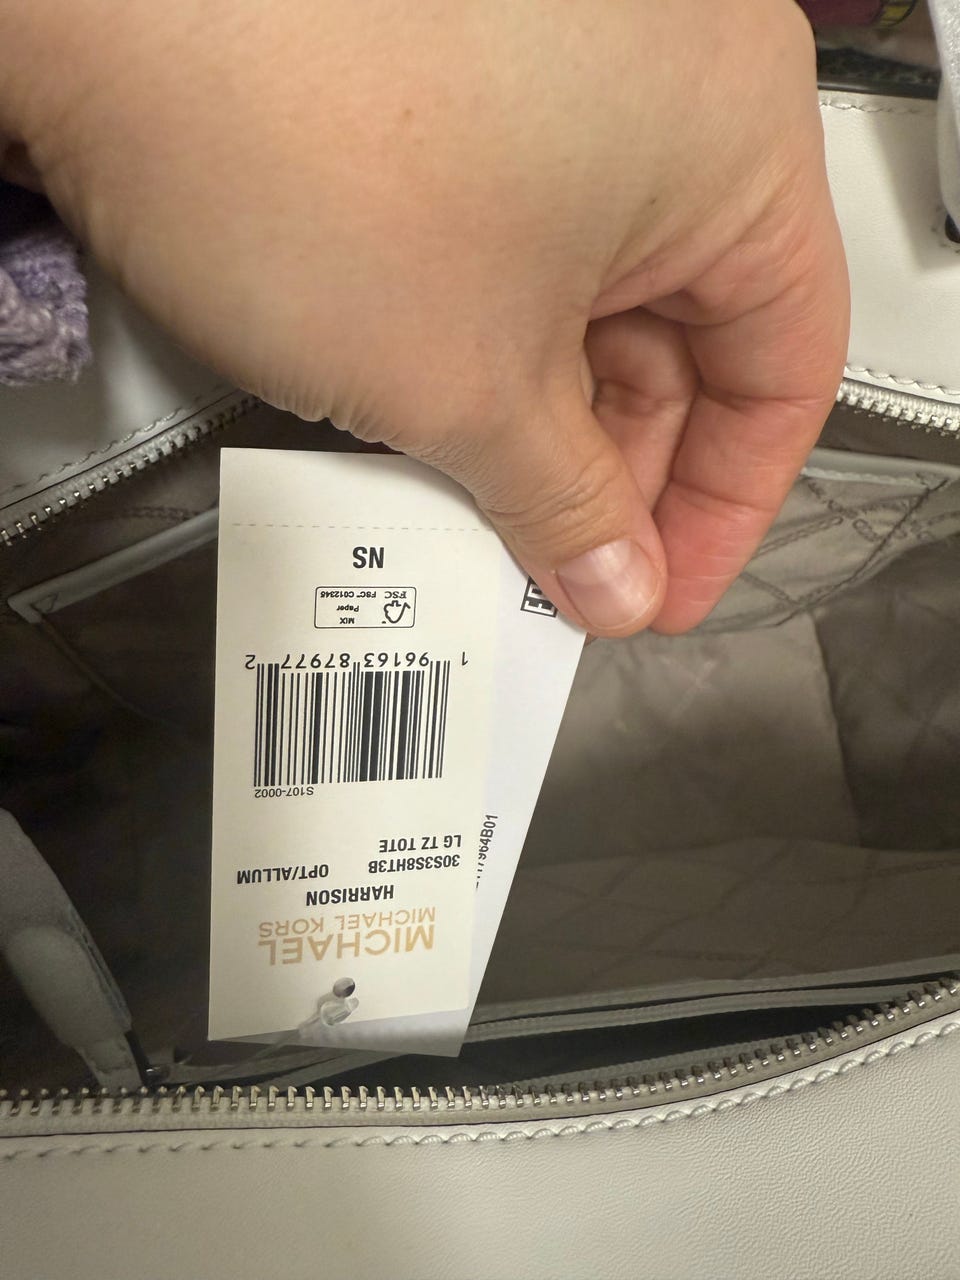 MICHAEL
MICHAEL KORS
HARRISON
30S3S8HT3B OPT/ALLUM
LG TZ TOTE
S107-0002
1 96163 87977 2
MIX
Paper
FSC
FSC® C012345
NS